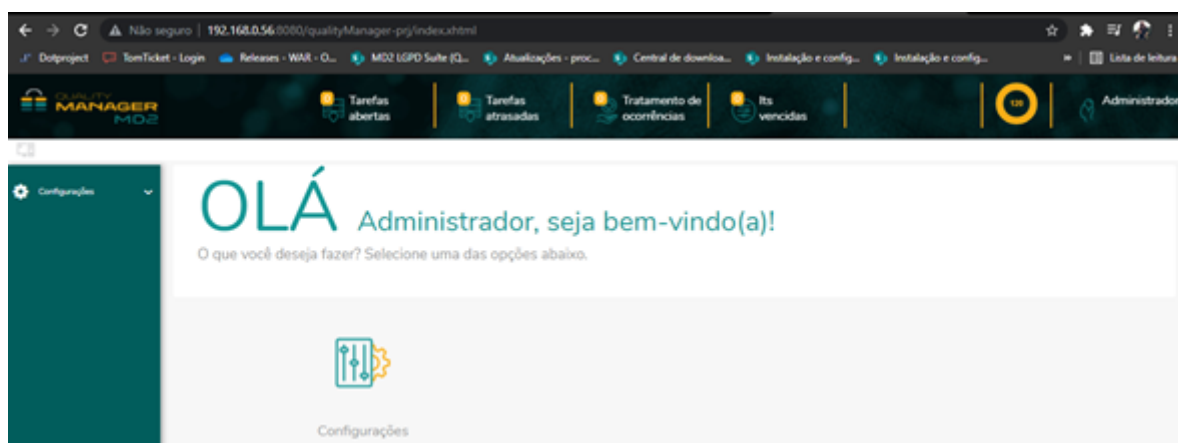 Não seguro | 192.168.0.56:8080/qualityManager-prj/index.xhtml
Dotproject TomTicket - Login Releases - WAR - O... MD2 LGPD Suite (Q... Atualizações - proc... Central de downloa... Instalação e config... Instalação e config... » Lista de leitura
QUALITY
MANAGER
MD2
Tarefas
abertas
Tarefas
atrasadas
Tratamento de
ocorrências
Its
vencidas
120
Administrador
Configurações
OLÁ Administrador, seja bem-vindo(a)!
O que você deseja fazer? Selecione uma das opções abaixo.
Configurações